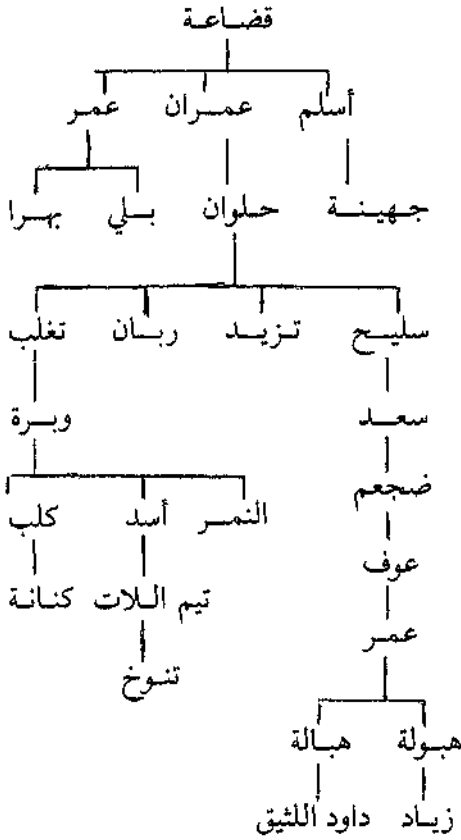 قضاعة
أسلم عمران عمر
جهينة حلوان بلي بهرا
سليح تزيد ربان تغلب
سعد وبرة
ضجعم النمر أسد كلب
عوف تيم اللات كنانة
عمر تنوخ
هبولة هبالة
زياد داود اللثيق